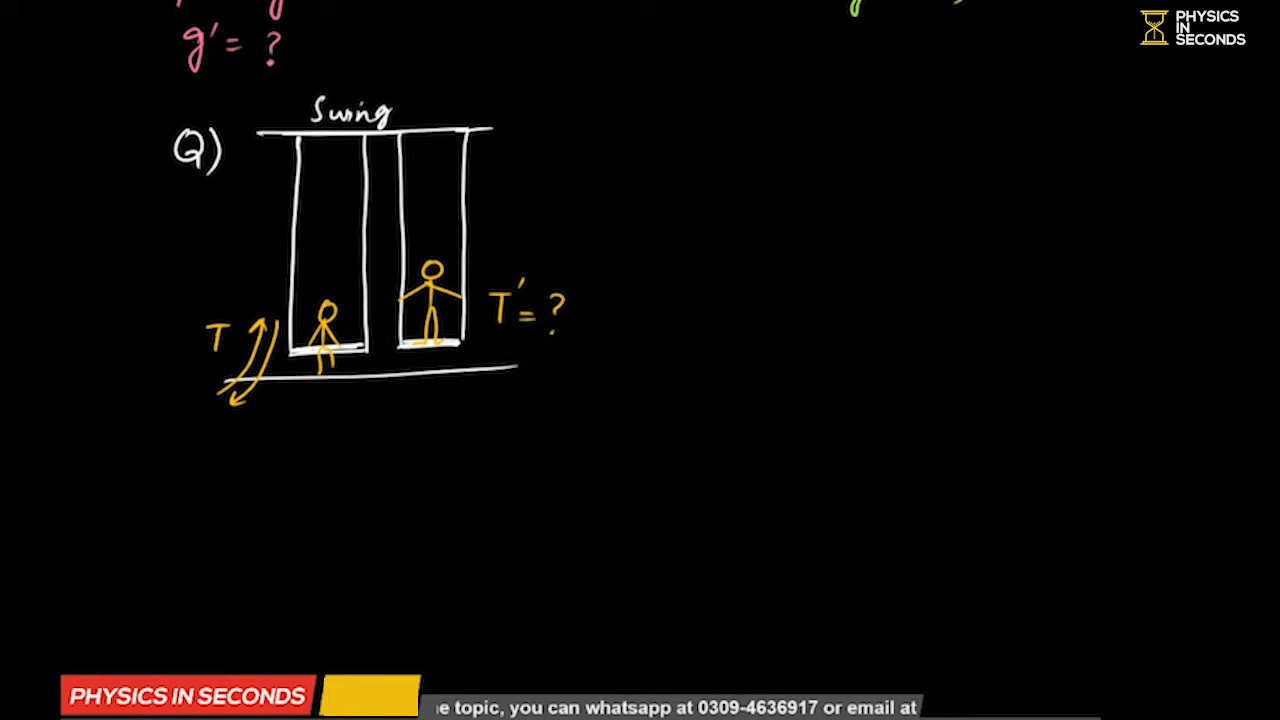 PHYSICS
IN
SECONDS
g' = ?
Swing
Q)
T
T' = ?
PHYSICS IN SECONDS
e topic, you can whatsapp at 0309-4636917 or email at